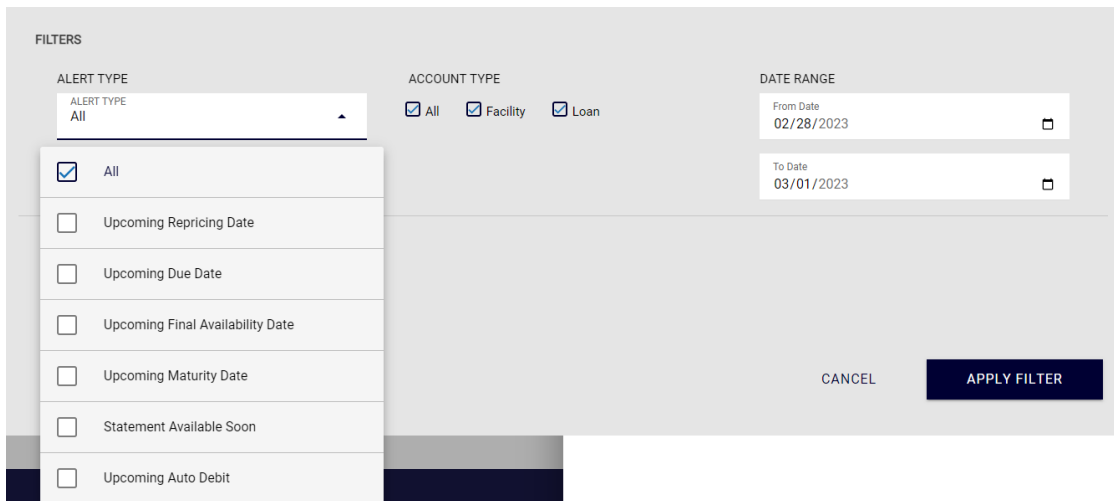 FILTERS
ALERT TYPE
ALERT TYPE
All
All
Upcoming Repricing Date
Upcoming Due Date
Upcoming Final Availability Date
Upcoming Maturity Date
Statement Available Soon
Upcoming Auto Debit
ACCOUNT TYPE
All Facility Loan
DATE RANGE
From Date
02/28/2023
To Date
03/01/2023
CANCEL APPLY FILTER